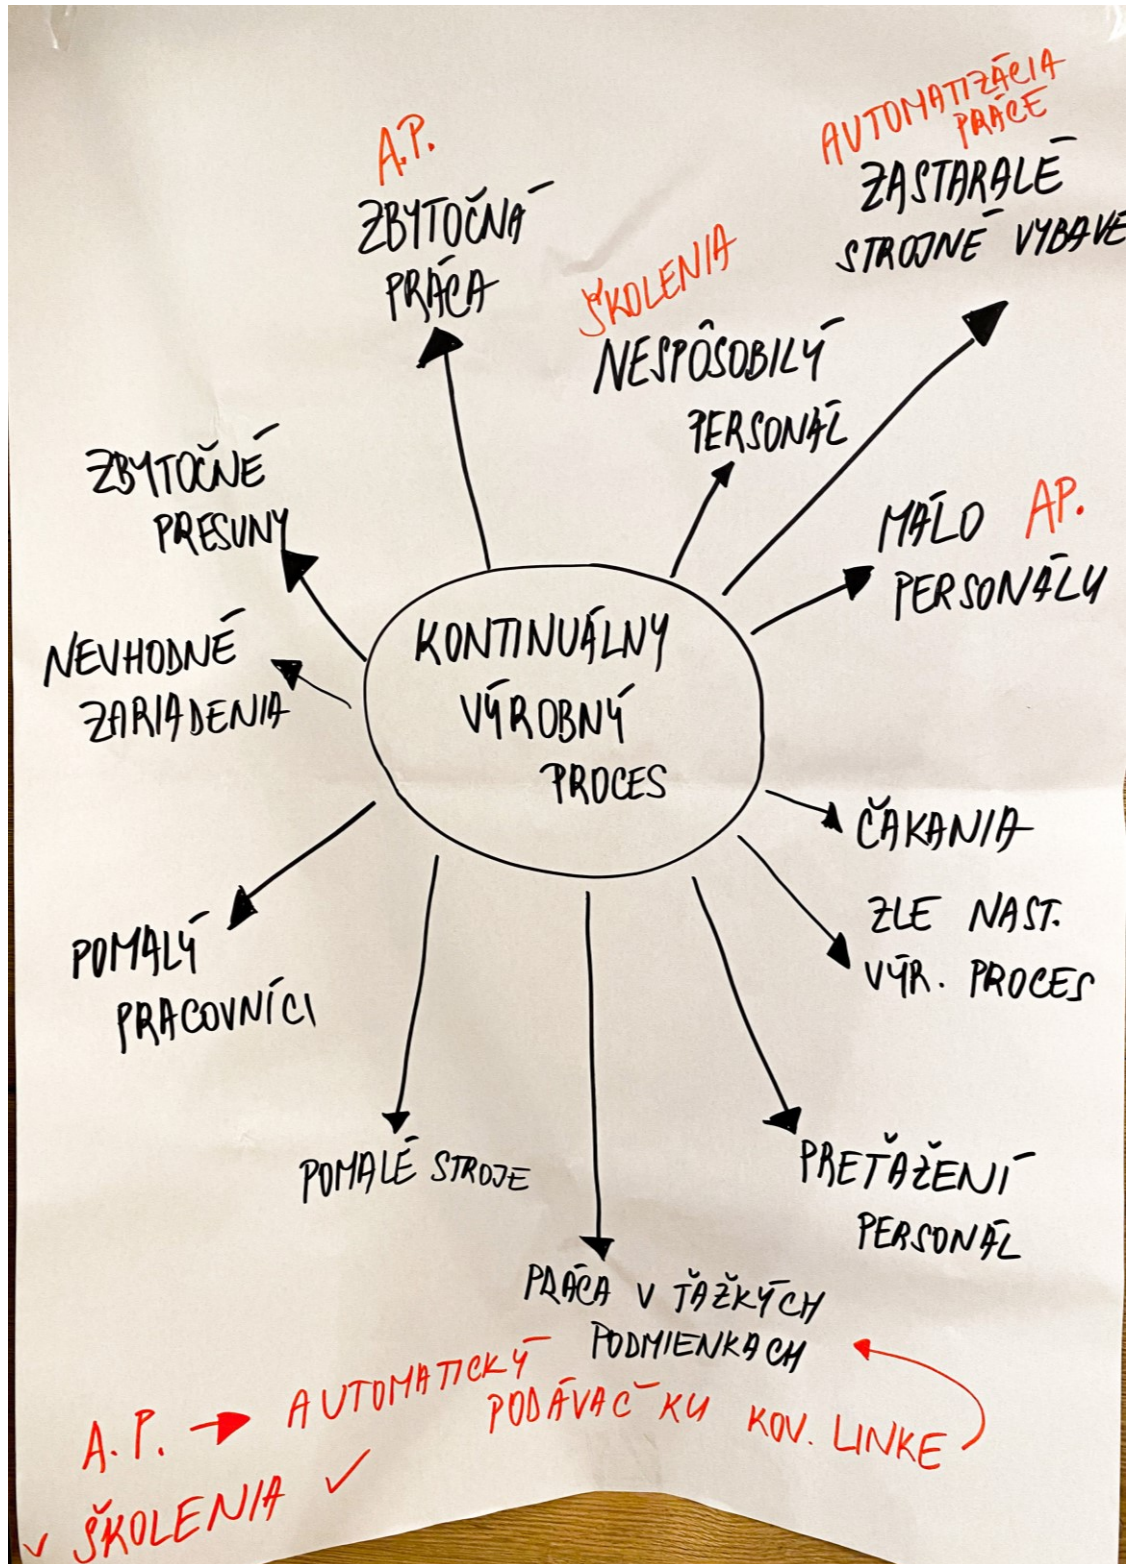 AUTOMATIZÁCIA
PRÁCE
ZASTARALÉ
STROJNÉ VYBAVE
A.P.
ZBYTOČNÁ
PRÁCA
ŠKOLENIA
NESPÔSOBILÝ
PERSONÁL
ZBYTOČNÉ
PRESUNY
MÁLO AP.
PERSONÁLU
NEVHODNÉ
ZARIADENIA
KONTINUÁLNY
VÝROBNÝ
PROCES
ČAKANIA
ZLE NAST.
VÝR. PROCES
POMALÝ
PRACOVNÍCI
POMALÉ STROJE
PREŤAŽENÍ
PERSONÁL
PRÁCA V ŤAŽKÝCH
PODMIENKACH
A.P. → AUTOMATICKÝ
PODÁVAČ KU KOV. LINKE
✓ ŠKOLENIA ✓